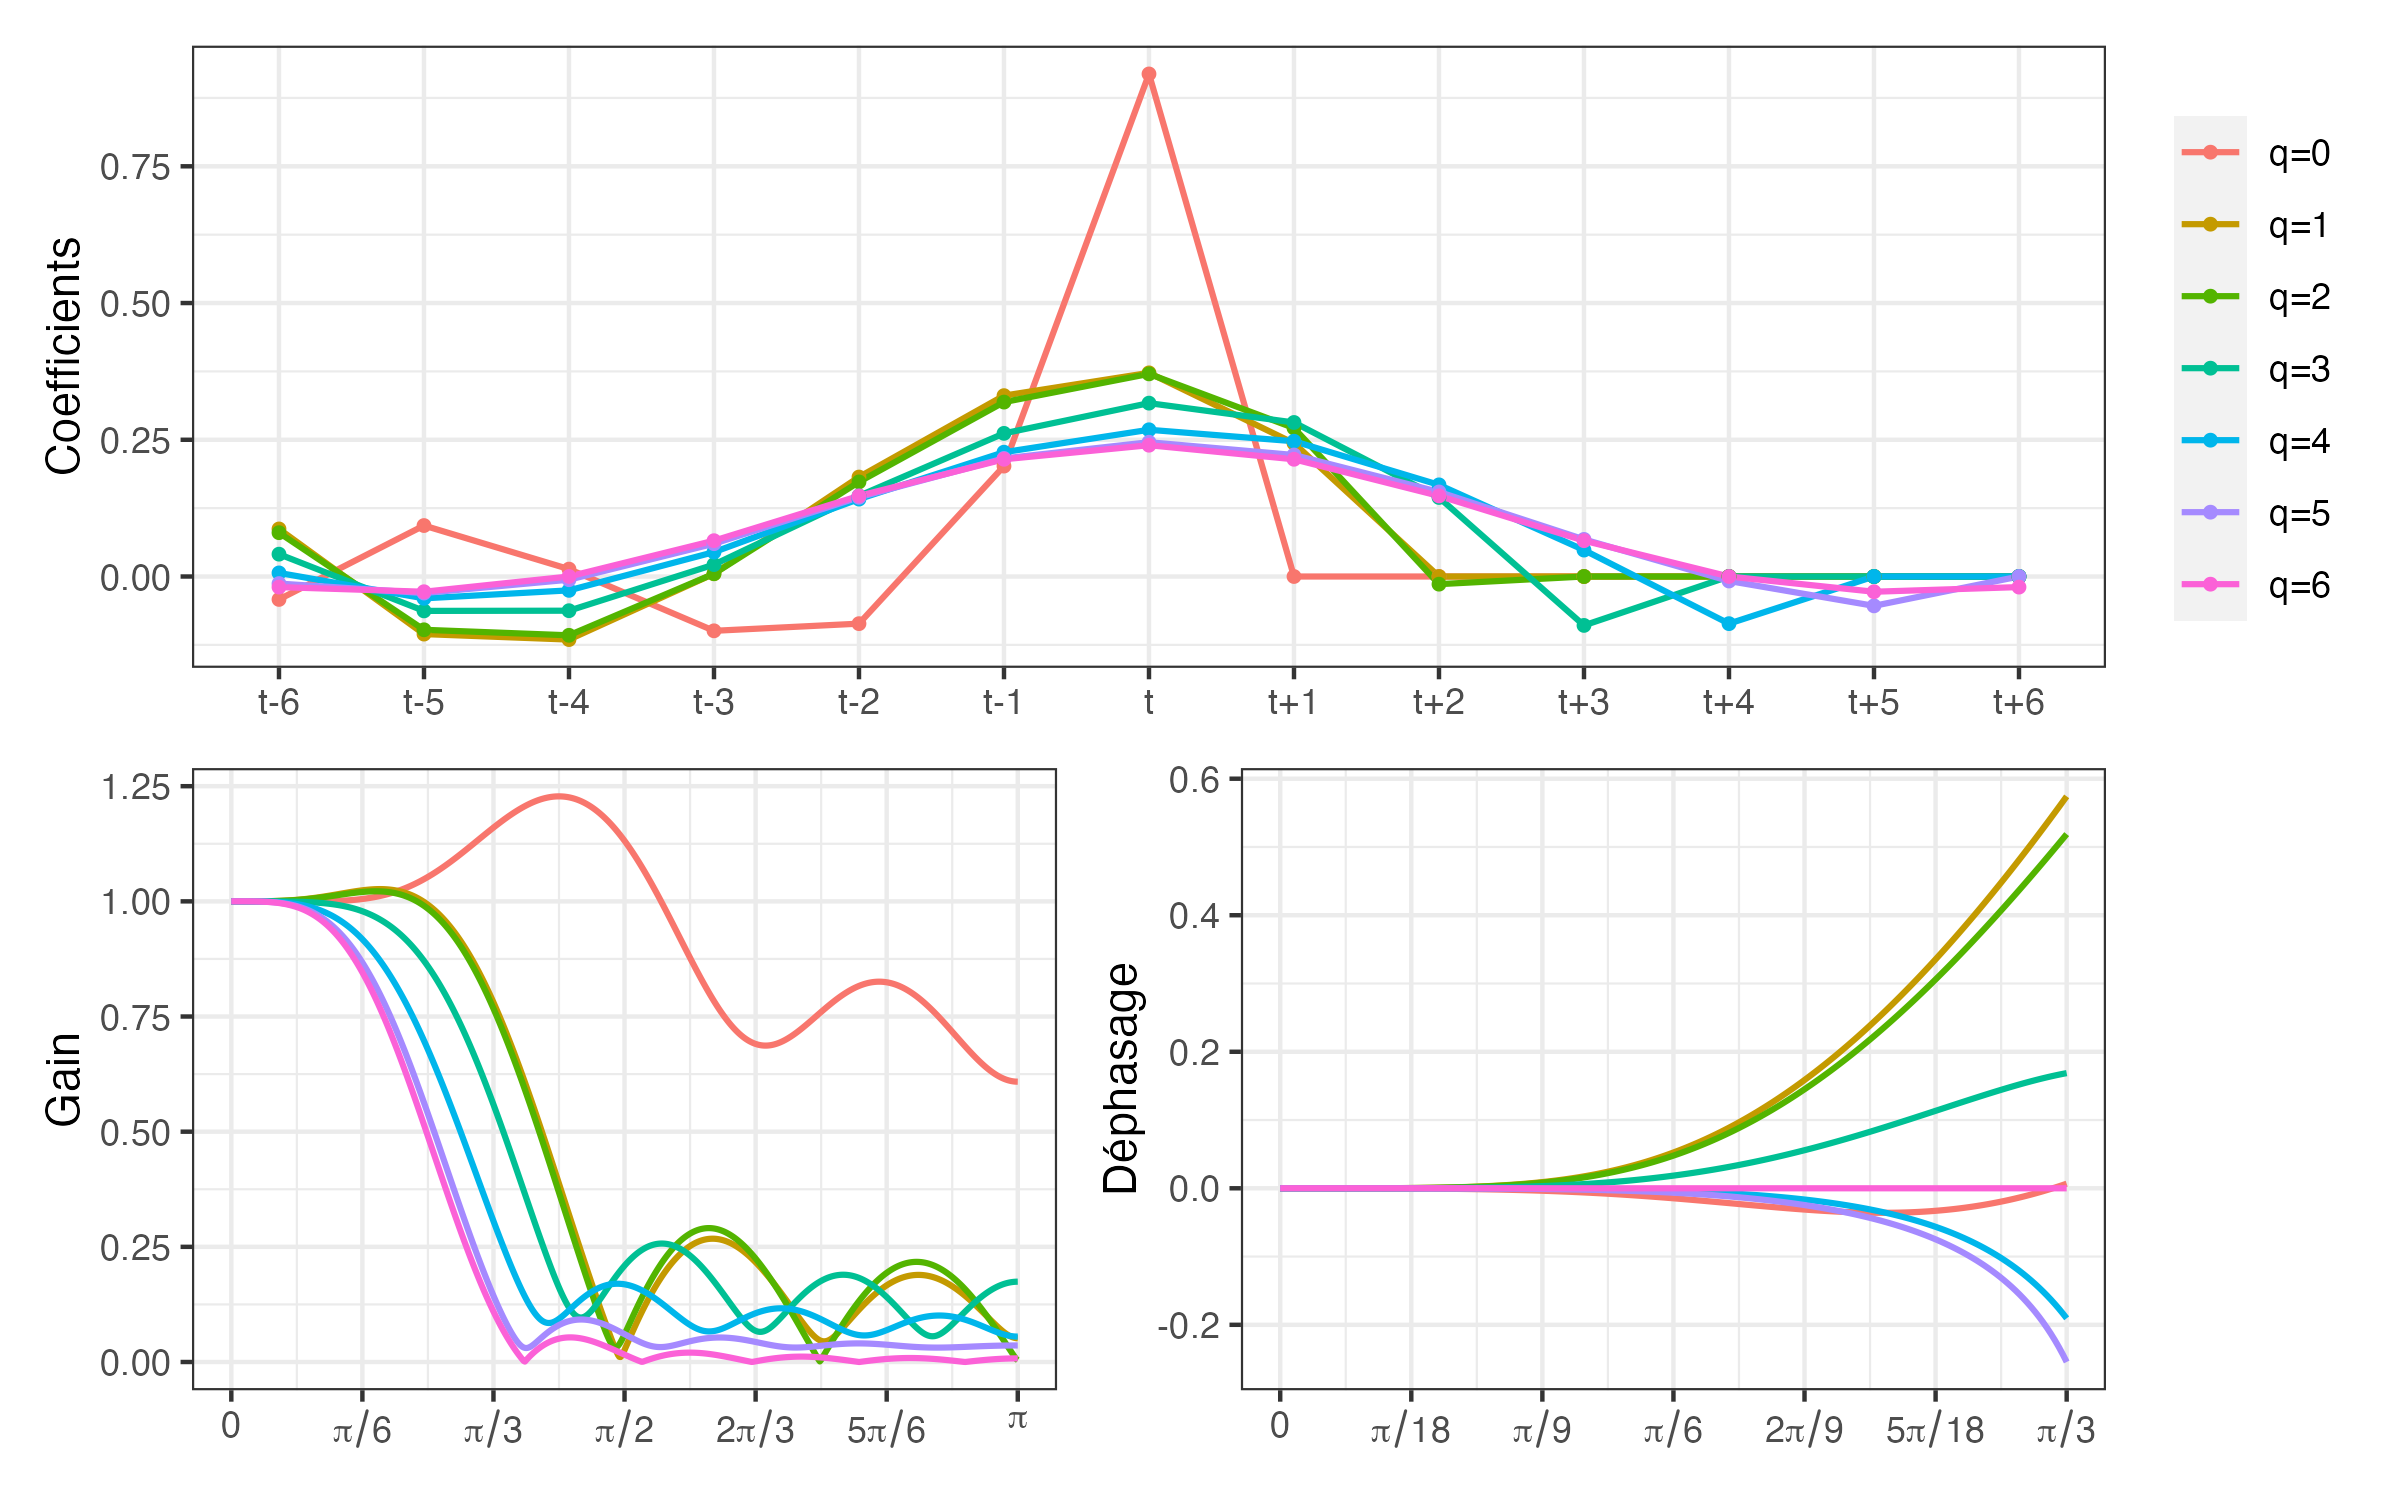 Coefficients
0.75
0.50
0.25
0.00
t-6 t-5 t-4 t-3 t-2 t-1 t t+1 t+2 t+3 t+4 t+5 t+6
q=0
q=1
q=2
q=3
q=4
q=5
q=6
Gain
1.25
1.00
0.75
0.50
0.25
0.00
0 π/6 π/3 π/2 2π/3 5π/6 π
Déphasage
0.6
0.4
0.2
0.0
-0.2
0 π/18 π/9 π/6 2π/9 5π/18 π/3